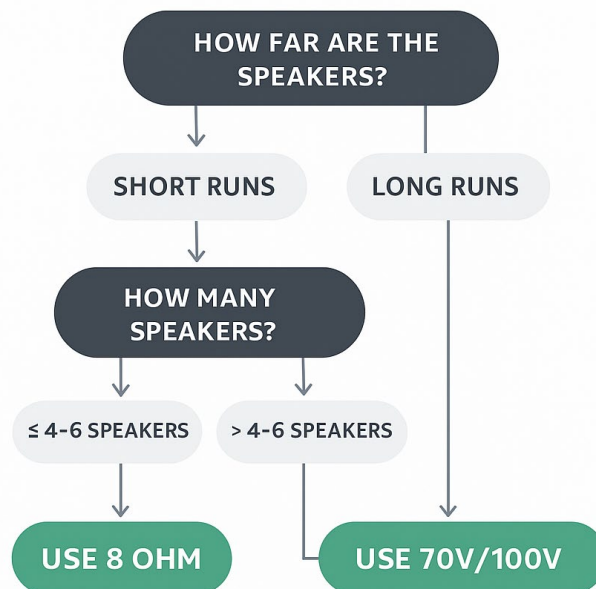 HOW FAR ARE THE
SPEAKERS?
SHORT RUNS
LONG RUNS
HOW MANY
SPEAKERS?
≤ 4-6 SPEAKERS
> 4-6 SPEAKERS
USE 8 OHM
USE 70V/100V